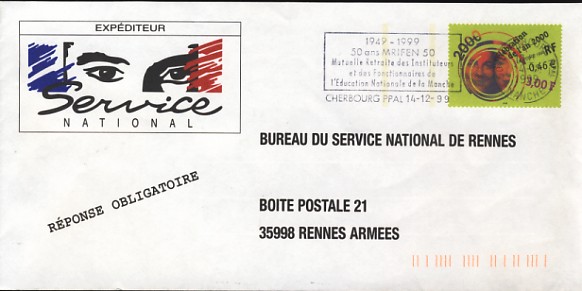 EXPÉDITEUR
Service
NATIONAL
1949 - 1999
50 ans MRIFEN 50
Mutuelle Retraite des Instituteurs
et des Fonctionnaires de
l'Education Nationale de la Manche
CHERBOURG PPAL 14-12-99
2000
RF
0,46 €
3,00 F
BUREAU DU SERVICE NATIONAL DE RENNES
RÉPONSE OBLIGATOIRE
BOITE POSTALE 21
35998 RENNES ARMEES